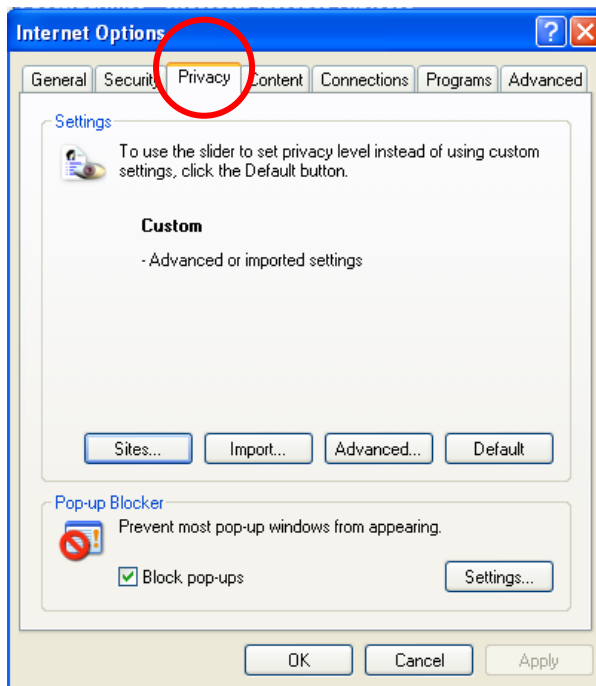 Internet Options
General Security Privacy Content Connections Programs Advanced
Settings
To use the slider to set privacy level instead of using custom
settings, click the Default button.
Custom
- Advanced or imported settings
Sites... Import... Advanced... Default
Pop-up Blocker
Prevent most pop-up windows from appearing.
Block pop-ups
Settings...
OK Cancel Apply